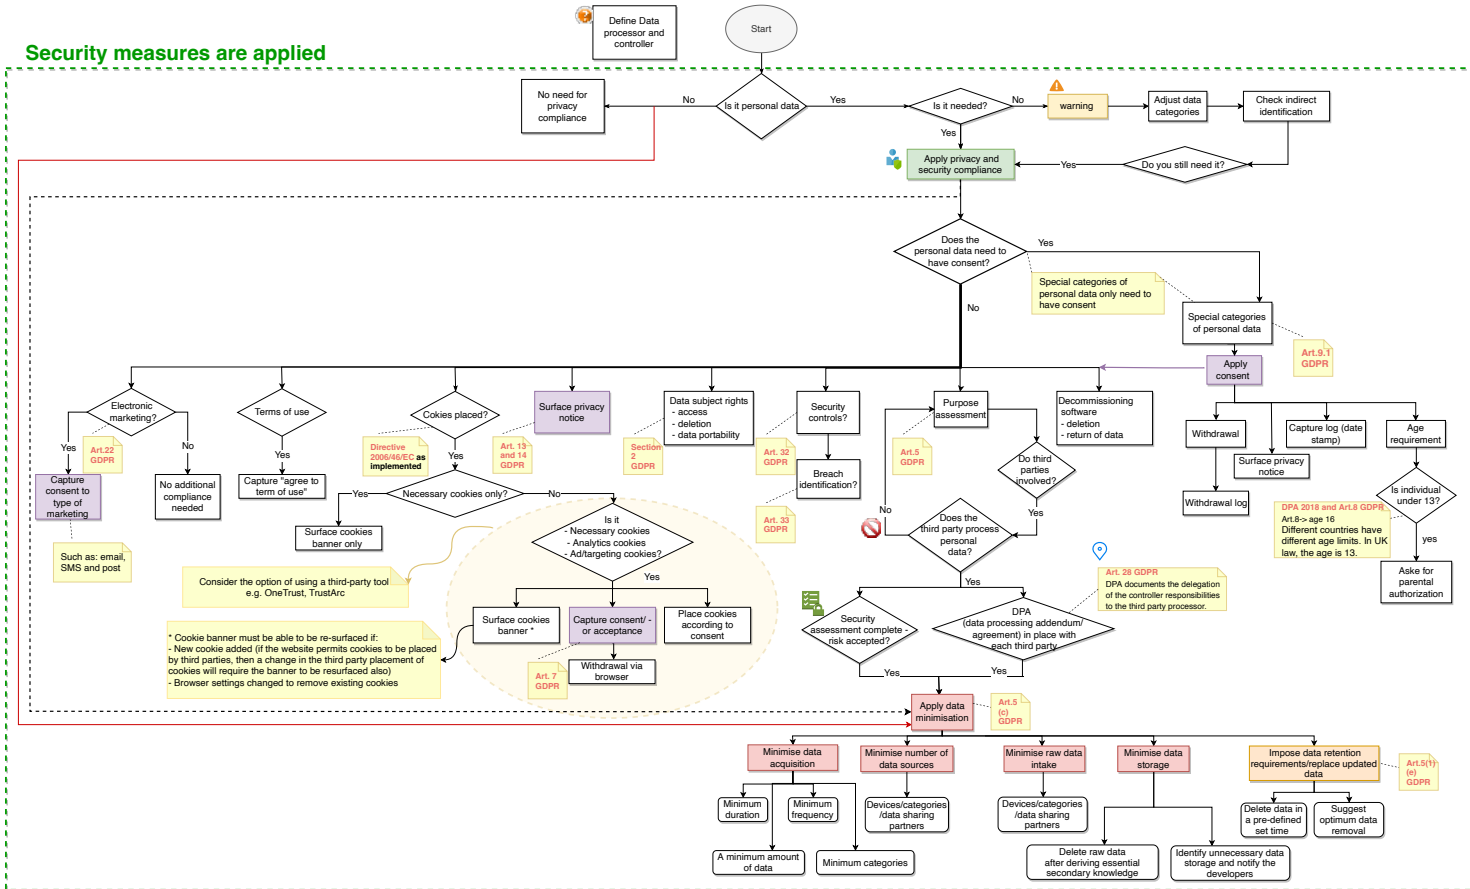 Define Data
processor and
controller
Start
Security measures are applied
No need for
privacy
compliance
No
Is it personal data
Yes
Is it needed?
No
warning
Adjust data
categories
Check indirect
identification
Yes
Apply privacy and
security compliance
Yes
Do you still need it?
Does the
personal data need to
have consent?
Yes
Special categories of
personal data only need to
have consent
No
Special categories
of personal data
Art.9.1
GDPR
Apply
consent
Electronic
marketing?
Yes
No
Art.22
GDPR
Capture
consent to
type of
marketing
No additional
compliance
needed
Such as: email,
SMS and post
Terms of use
Yes
Capture "agree to
term of use"
Cokies placed?
Directive
2006/46/EC as
implemented
Yes
Surface privacy
notice
Art. 13
and 14
GDPR
Data subject rights
- access
- deletion
- data portability
Section
2
GDPR
Security
controls?
Art. 32
GDPR
Breach
identification?
Art. 33
GDPR
Purpose
assessment
Art.5
GDPR
Decommissioning
software
- deletion
- return of data
Do third
parties
involved?
Yes
No
Does the
third party process
personal
data?
Yes
Withdrawal
Capture log (date
stamp)
Age
requirement
Surface privacy
notice
Withdrawal log
Is individual
under 13?
DPA 2018 and Art.8 GDPR
Art.8-> age 16
Different countries have
different age limits. In UK
law, the age is 13.
yes
Aske for
parental
authorization
Yes
Necessary cookies only?
No
Surface cookies
banner only
Is it
- Necessary cookies
- Analytics cookies
- Ad/targeting cookies?
Yes
Consider the option of using a third-party tool
e.g. OneTrust, TrustArc
Surface cookies
banner *
Capture consent/ -
or acceptance
Place cookies
according to
consent
Art. 7
GDPR
Withdrawal via
browser
* Cookie banner must be able to be re-surfaced if:
- New cookie added (if the website permits cookies to be placed
by third parties, then a change in the third party placement of
cookies will require the banner to be resurfaced also)
- Browser settings changed to remove existing cookies
Art. 28 GDPR
DPA documents the delegation
of the controller responsibilities
to the third party processor.
Security
assessment complete -
risk accepted?
DPA
(data processing addendum/
agreement) in place with
each third party
Yes
Yes
Apply data
minimisation
Art.5
(c)
GDPR
Minimise data
acquisition
Minimise number of
data sources
Minimise raw data
intake
Minimise data
storage
Impose data retention
requirements/replace updated
data
Art.5(1)
(e)
GDPR
Minimum
duration
Minimum
frequency
A minimum amount
of data
Minimum categories
Devices/categories
/data sharing
partners
Devices/categories
/data sharing
partners
Delete raw data
after deriving essential
secondary knowledge
Identify unnecessary data
storage and notify the
developers
Delete data in
a pre-defined
set time
Suggest
optimum data
removal